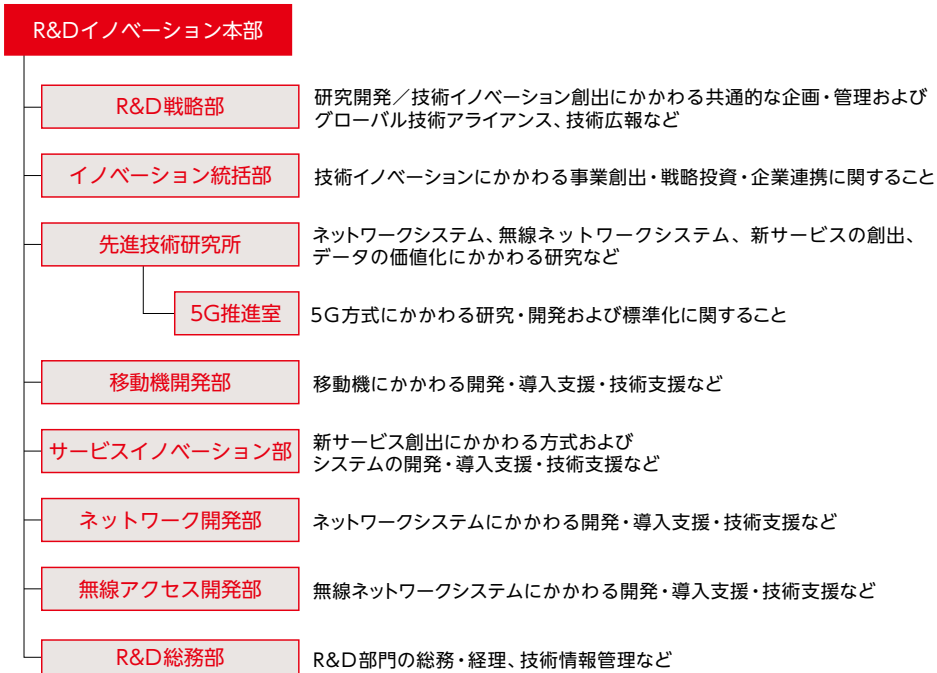 R&Dイノベーション本部
R&D戦略部
研究開発／技術イノベーション創出にかかわる共通的な企画・管理および
グローバル技術アライアンス、技術広報など
イノベーション統括部
技術イノベーションにかかわる事業創出・戦略投資・企業連携に関すること
先進技術研究所
ネットワークシステム、無線ネットワークシステム、新サービスの創出、
データの価値化にかかわる研究など
5G推進室
5G方式にかかわる研究・開発および標準化に関すること
移動機開発部
移動機にかかわる開発・導入支援・技術支援など
サービスイノベーション部
新サービス創出にかかわる方式および
システムの開発・導入支援・技術支援など
ネットワーク開発部
ネットワークシステムにかかわる開発・導入支援・技術支援など
無線アクセス開発部
無線ネットワークシステムにかかわる開発・導入支援・技術支援など
R&D総務部
R&D部門の総務・経理、技術情報管理など